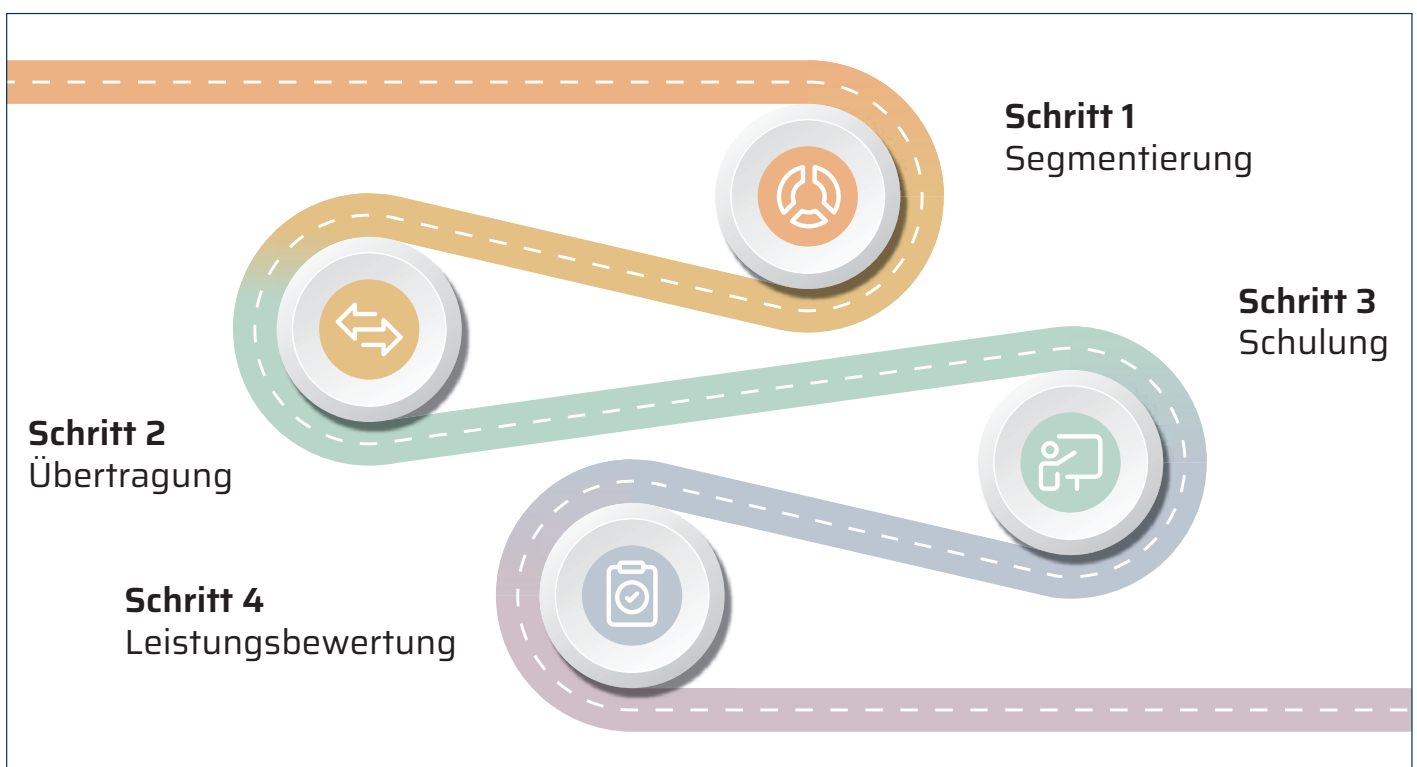 Schritt 1
Segmentierung
Schritt 2
Übertragung
Schritt 3
Schulung
Schritt 4
Leistungsbewertung